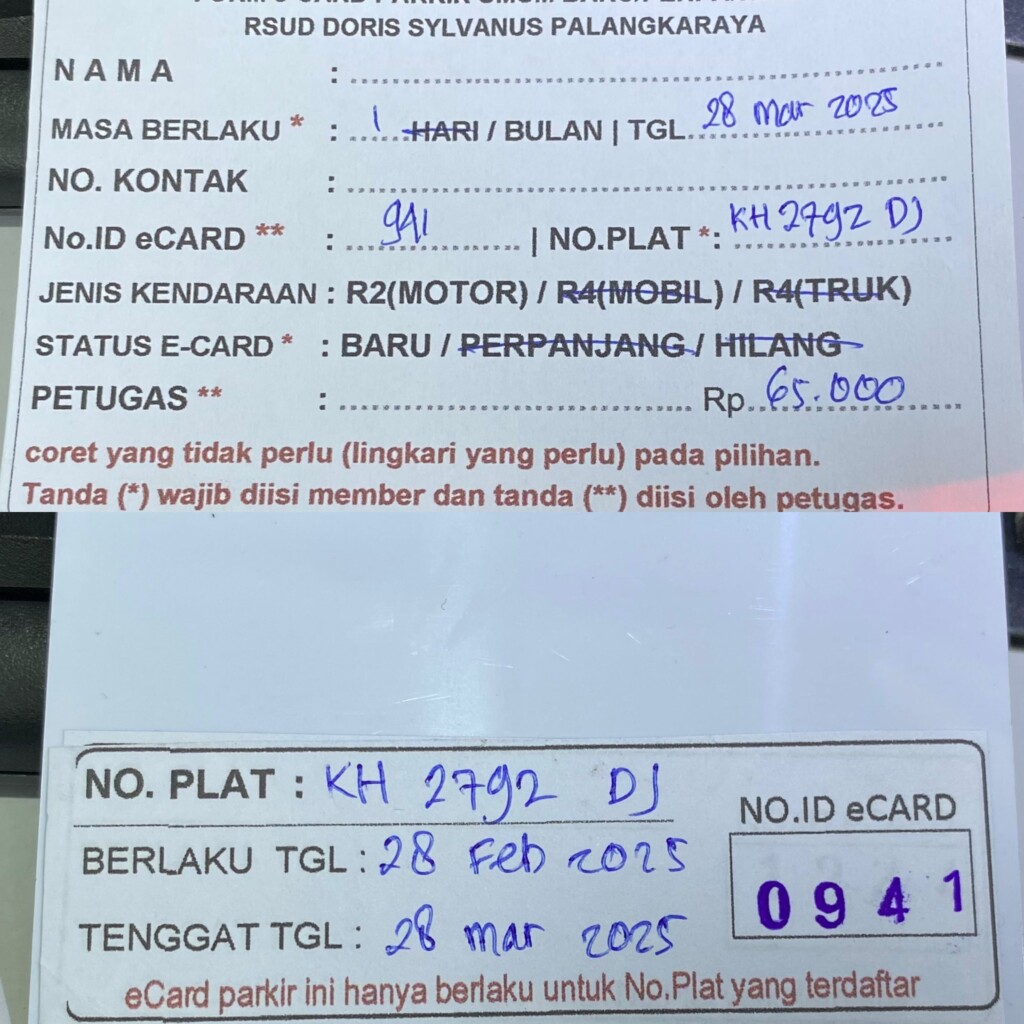 RSUD DORIS SYLVANUS PALANGKARAYA
NAMA : ........................................
MASA BERLAKU * : ... 1 .. HARI / BULAN | TGL. 28 Mar 2025
NO. KONTAK : ........................................
No.ID eCARD ** : ... 941 ............ | NO.PLAT *: KH 2792 DJ
JENIS KENDARAAN : R2(MOTOR) / R4(MOBIL) / R4(TRUK)
STATUS E-CARD * : BARU / PERPANJANG / HILANG
PETUGAS ** : ........................................ Rp. 65.000
coret yang tidak perlu (lingkari yang perlu) pada pilihan.
Tanda (*) wajib diisi member dan tanda (**) diisi oleh petugas.
NO. PLAT : KH 2792 DJ
NO.ID eCARD
BERLAKU TGL : 28 Feb 2025
0941
TENGGAT TGL : 28 mar 2025
eCard parkir ini hanya berlaku untuk No.Plat yang terdaftar